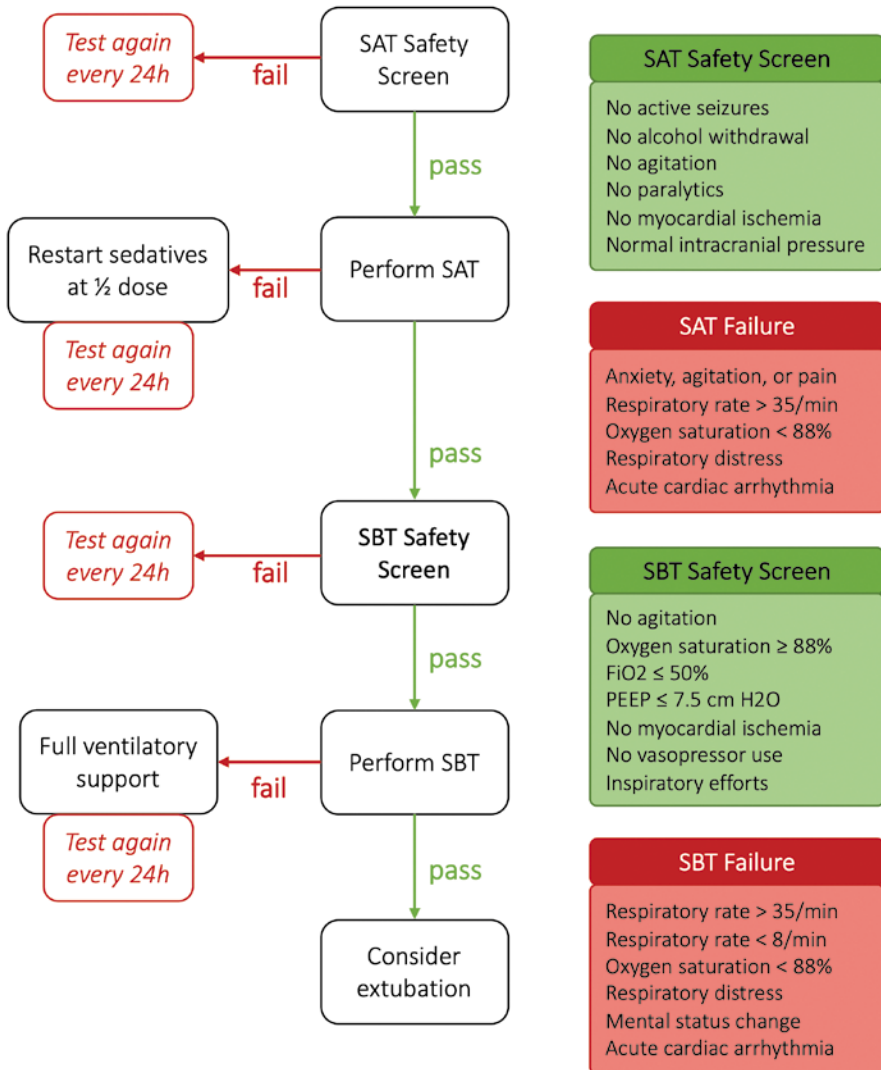 Test again
every 24h
fail
SAT Safety
Screen
pass
Restart sedatives
at ½ dose
fail
Perform SAT
Test again
every 24h
pass
Test again
every 24h
fail
SBT Safety
Screen
pass
Full ventilatory
support
fail
Perform SBT
Test again
every 24h
pass
Consider
extubation
SAT Safety Screen
No active seizures
No alcohol withdrawal
No agitation
No paralytics
No myocardial ischemia
Normal intracranial pressure
SAT Failure
Anxiety, agitation, or pain
Respiratory rate > 35/min
Oxygen saturation < 88%
Respiratory distress
Acute cardiac arrhythmia
SBT Safety Screen
No agitation
Oxygen saturation ≥ 88%
FiO2 ≤ 50%
PEEP ≤ 7.5 cm H2O
No myocardial ischemia
No vasopressor use
Inspiratory efforts
SBT Failure
Respiratory rate > 35/min
Respiratory rate < 8/min
Oxygen saturation < 88%
Respiratory distress
Mental status change
Acute cardiac arrhythmia